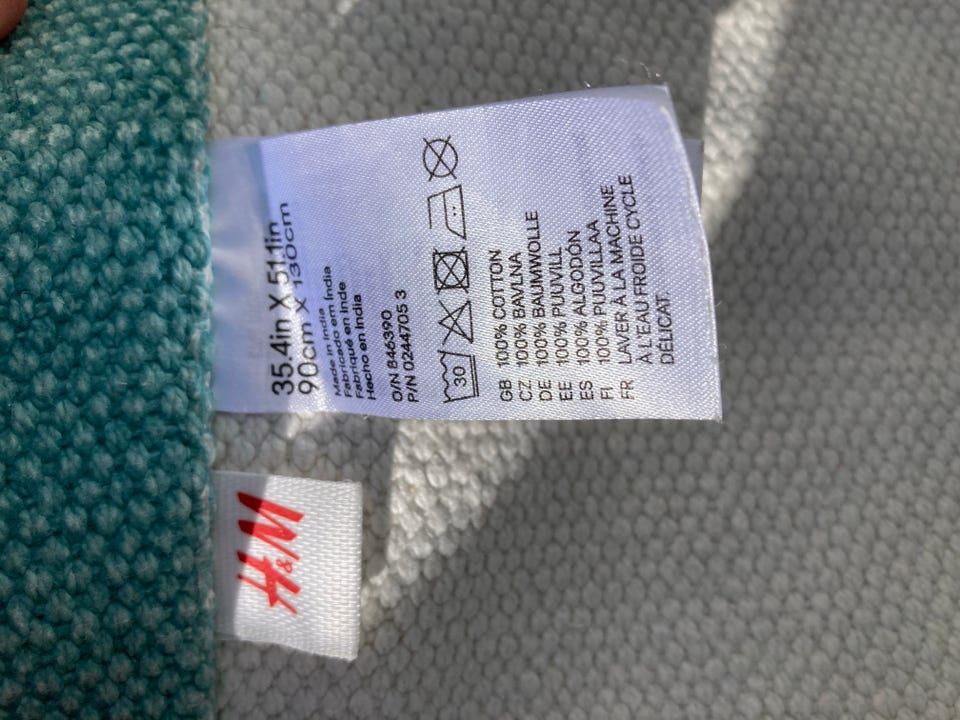 35.4in X 51.1in
90cm X 130cm
Made in India
Fabricado em Índia
Fabriqué en Inde
Hecho en India
O/N 846390
P/N 0244705 3
30
GB 100% COTTON
CZ 100% BAVLNA
DE 100% BAUMWOLLE
EE 100% PUUVILL
ES 100% ALGODÓN
FI 100% PUUVILLAA
FR LAVER À LA MACHINE
À L'EAU FROIDE CYCLE
DÉLICAT.
H&M